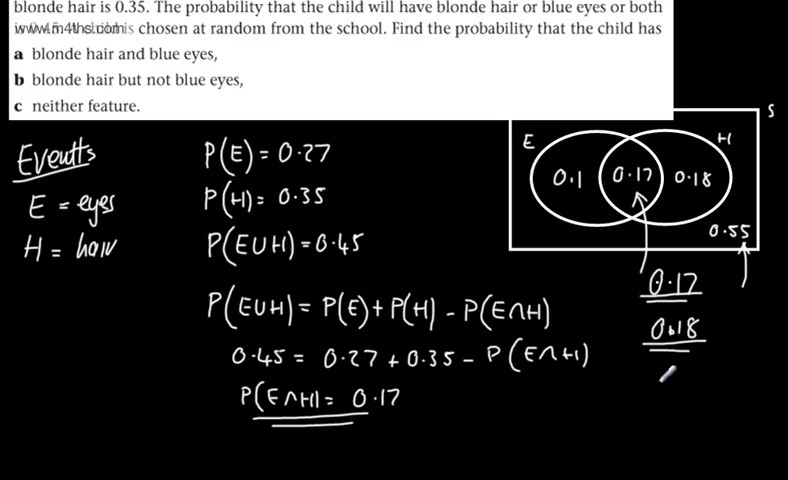 blonde hair is 0.35. The probability that the child will have blonde hair or blue eyes or both
is chosen at random from the school. Find the probability that the child has
a blonde hair and blue eyes,
b blonde hair but not blue eyes,
c neither feature.
S
Eventts
E = eyes
H = hair
P(E) = 0.27
P(H) = 0.35
P(E∪H) = 0.45
E H
0.1 0.17 0.18
0.55
P(E∪H) = P(E) + P(H) - P(E∩H)
0.45 = 0.27 + 0.35 - P(E∩H)
P(E∩H) = 0.17
0.17
0.18